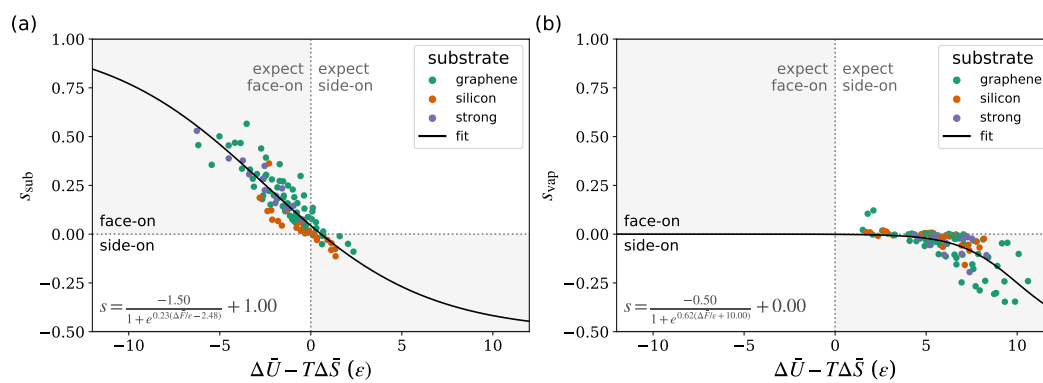 (a)
1.00
0.75
0.50
0.25
0.00
−0.25
−0.50
s_sub
expect face-on
expect side-on
substrate
graphene
silicon
strong
fit
face-on
side-on
s = −1.50 / (1 + e^{0.23(ΔF̄/ε−2.48)}) + 1.00
−10 −5 0 5 10
ΔŪ − TΔS̄ (ε)
(b)
1.00
0.75
0.50
0.25
0.00
−0.25
−0.50
s_vap
expect face-on
expect side-on
substrate
graphene
silicon
strong
fit
face-on
side-on
s = −0.50 / (1 + e^{0.62(ΔF̄/ε+10.00)}) + 0.00
−10 −5 0 5 10
ΔŪ − TΔS̄ (ε)